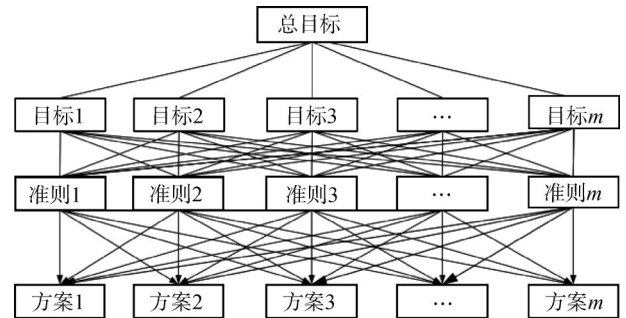 总目标
目标1 目标2 目标3 … 目标m
准则1 准则2 准则3 … 准则m
方案1 方案2 方案3 … 方案m